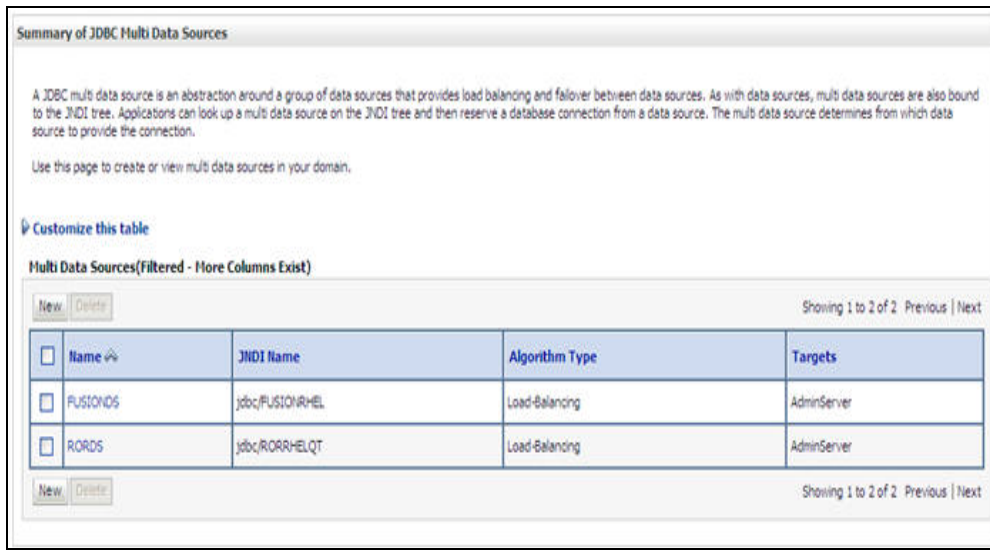 Summary of JDBC Multi Data Sources
A JDBC multi data source is an abstraction around a group of data sources that provides load balancing and failover between data sources. As with data sources, multi data sources are also bound
to the JNDI tree. Applications can look up a multi data source on the JNDI tree and then reserve a database connection from a data source. The multi data source determines from which data
source to provide the connection.
Use this page to create or view multi data sources in your domain.
Customize this table
Multi Data Sources(Filtered - More Columns Exist)
New Delete Showing 1 to 2 of 2 Previous | Next
Name JNDI Name Algorithm Type Targets
FUSIONDS jdbc/FUSIONRHEL Load-Balancing AdminServer
RORDS jdbc/RORRHELQT Load-Balancing AdminServer
New Delete Showing 1 to 2 of 2 Previous | Next